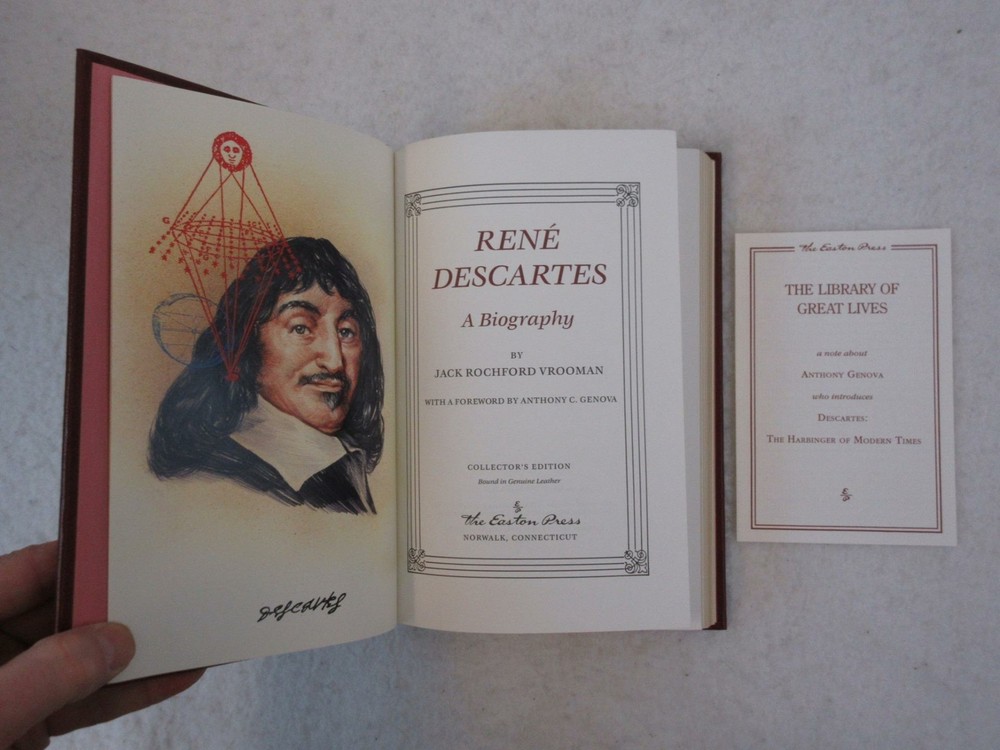 Descartes
RENÉ
DESCARTES
A Biography
BY
JACK ROCHFORD VROOMAN
WITH A FOREWORD BY ANTHONY C. GENOVA
COLLECTOR'S EDITION
Bound in Genuine Leather
The Easton Press
NORWALK, CONNECTICUT
The Easton Press
THE LIBRARY OF
GREAT LIVES
a note about
ANTHONY GENOVA
who introduces
DESCARTES:
THE HARBINGER OF MODERN TIMES